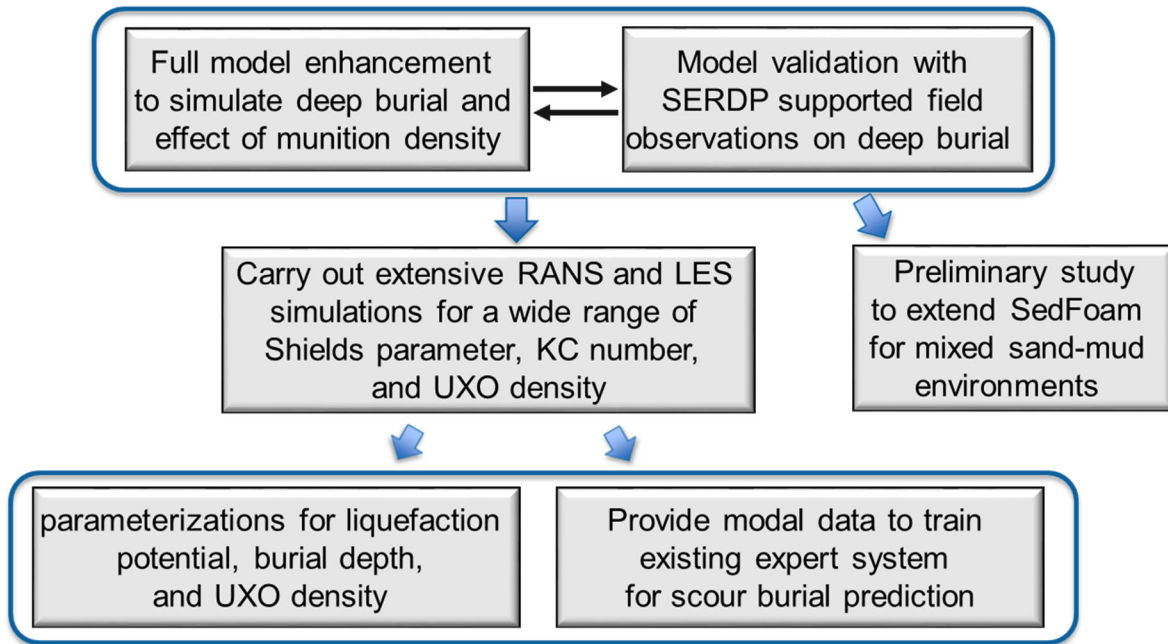 Full model enhancement
to simulate deep burial and
effect of munition density
Model validation with
SERDP supported field
observations on deep burial
Carry out extensive RANS and LES
simulations for a wide range of
Shields parameter, KC number,
and UXO density
Preliminary study
to extend SedFoam
for mixed sand-mud
environments
parameterizations for liquefaction
potential, burial depth,
and UXO density
Provide modal data to train
existing expert system
for scour burial prediction